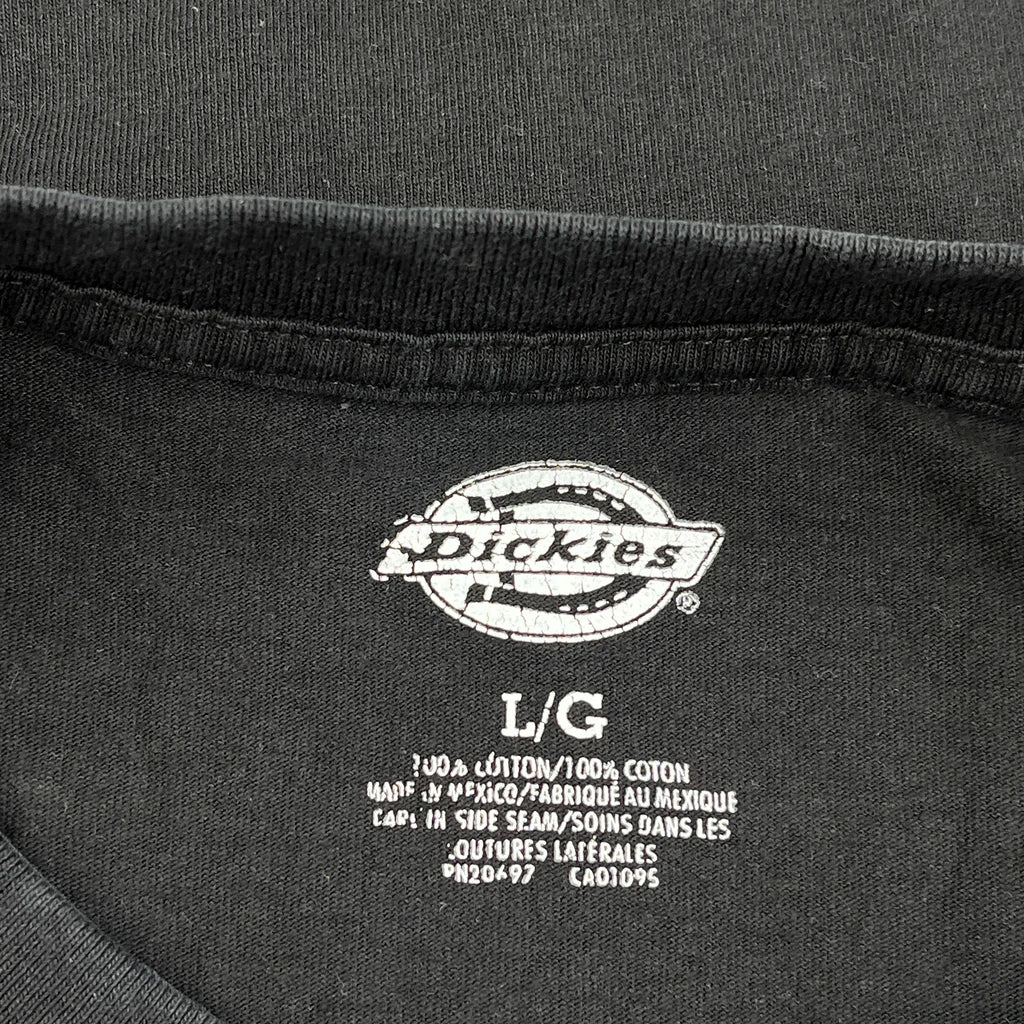 Dickies
®
L/G
100% COTTON/100% COTON
MADE IN MEXICO/FABRIQUÉ AU MEXIQUE
CARE IN SIDE SEAM/SOINS DANS LES
COUTURES LATÉRALES
CA01095